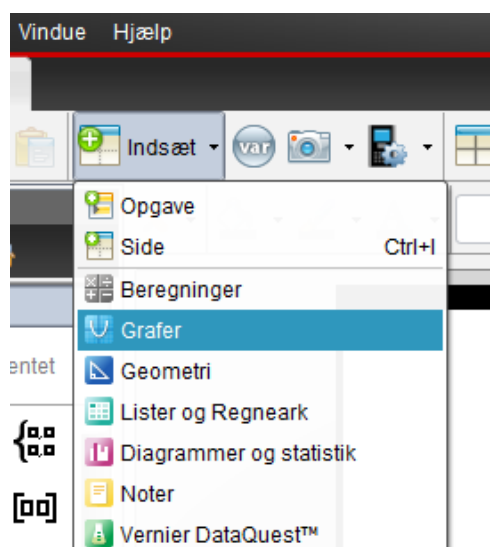 Vindue Hjælp
Indsæt var
Opgave
Side Ctrl+I
Beregninger
Grafer
entet Geometri
Lister og Regneark
Diagrammer og statistik
Noter
Vernier DataQuest™